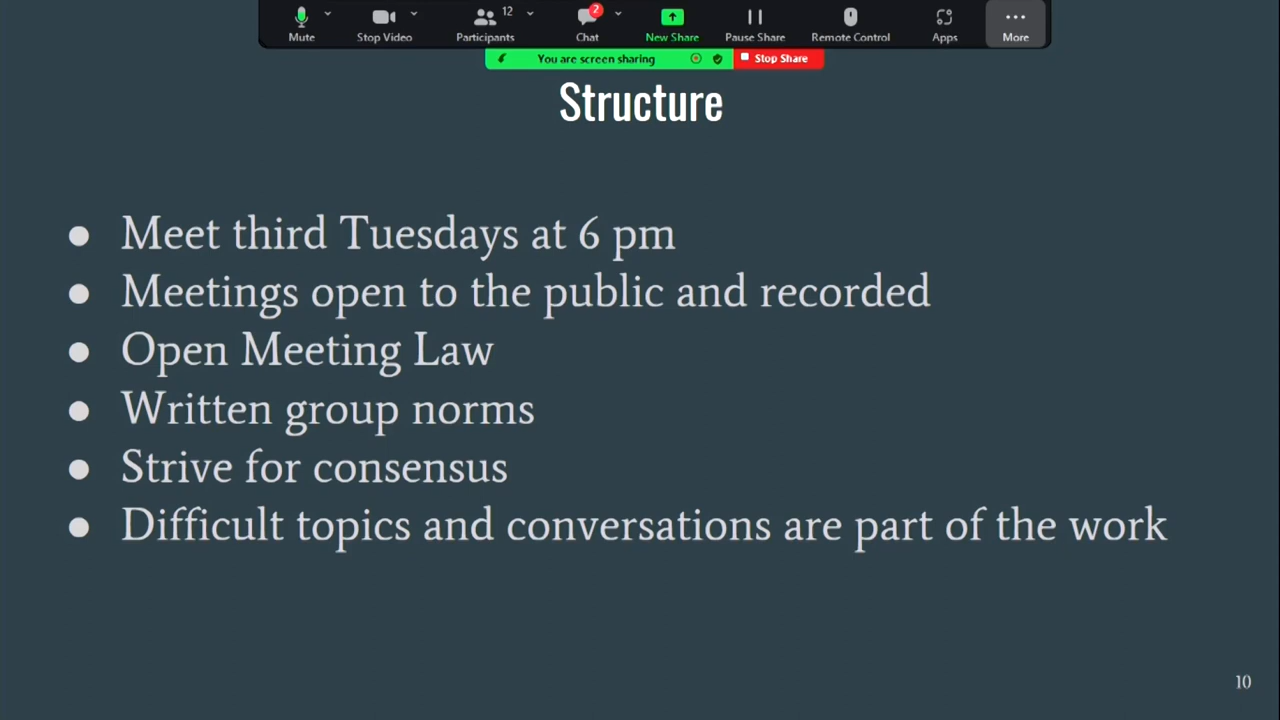 12
2
Mute
Stop Video
Participants
Chat
New Share
Pause Share
Remote Control
Apps
More
You are screen sharing
Stop Share
Structure
● Meet third Tuesdays at 6 pm
● Meetings open to the public and recorded
● Open Meeting Law
● Written group norms
● Strive for consensus
● Difficult topics and conversations are part of the work
10